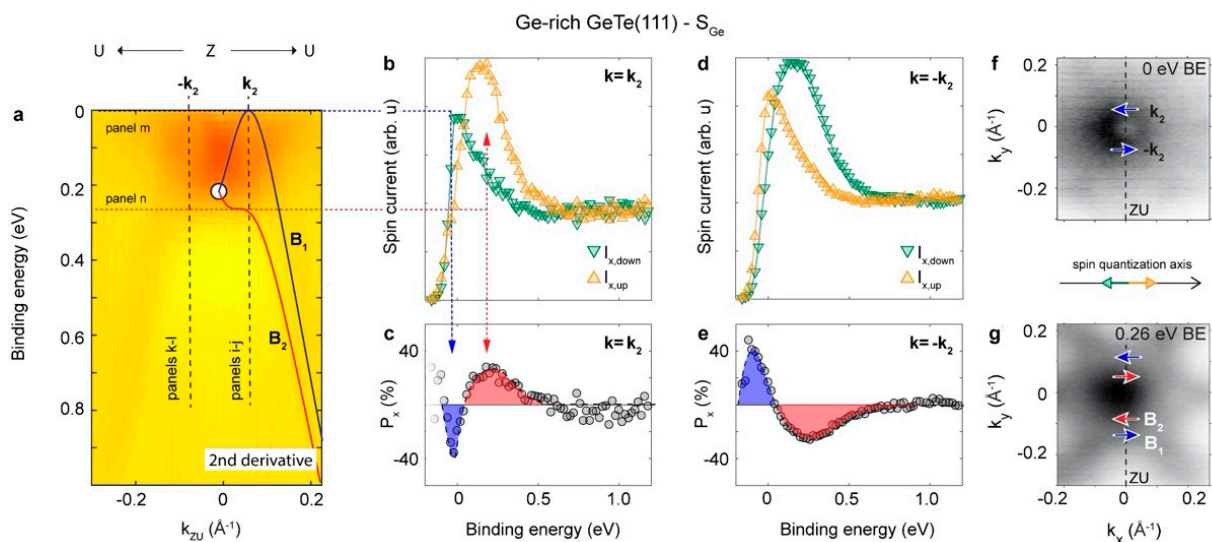 Ge-rich GeTe(111) - S_Ge
U ← Z → U
-k₂ k₂
a
panel m
panel n
B₁
B₂
panels k-l
panels i-j
2nd derivative
Binding energy (eV)
0
0.2
0.4
0.6
0.8
-0.2 0 0.2
k_ZU (Å⁻¹)
b
k= k₂
Spin current (arb. u)
I_x,down
I_x,up
c
k= k₂
P_x (%)
40
0
-40
0 0.5 1.0
Binding energy (eV)
d
k= -k₂
Spin current (arb. u)
I_x,down
I_x,up
e
k= -k₂
P_x (%)
40
0
-40
0 0.5 1.0
Binding energy (eV)
f
0 eV BE
k₂
-k₂
ZU
k_y (Å⁻¹)
0.2
0
-0.2
spin quantization axis
g
0.26 eV BE
B₂
B₁
ZU
k_y (Å⁻¹)
0.2
0
-0.2
-0.2 0 0.2
k_x (Å⁻¹)